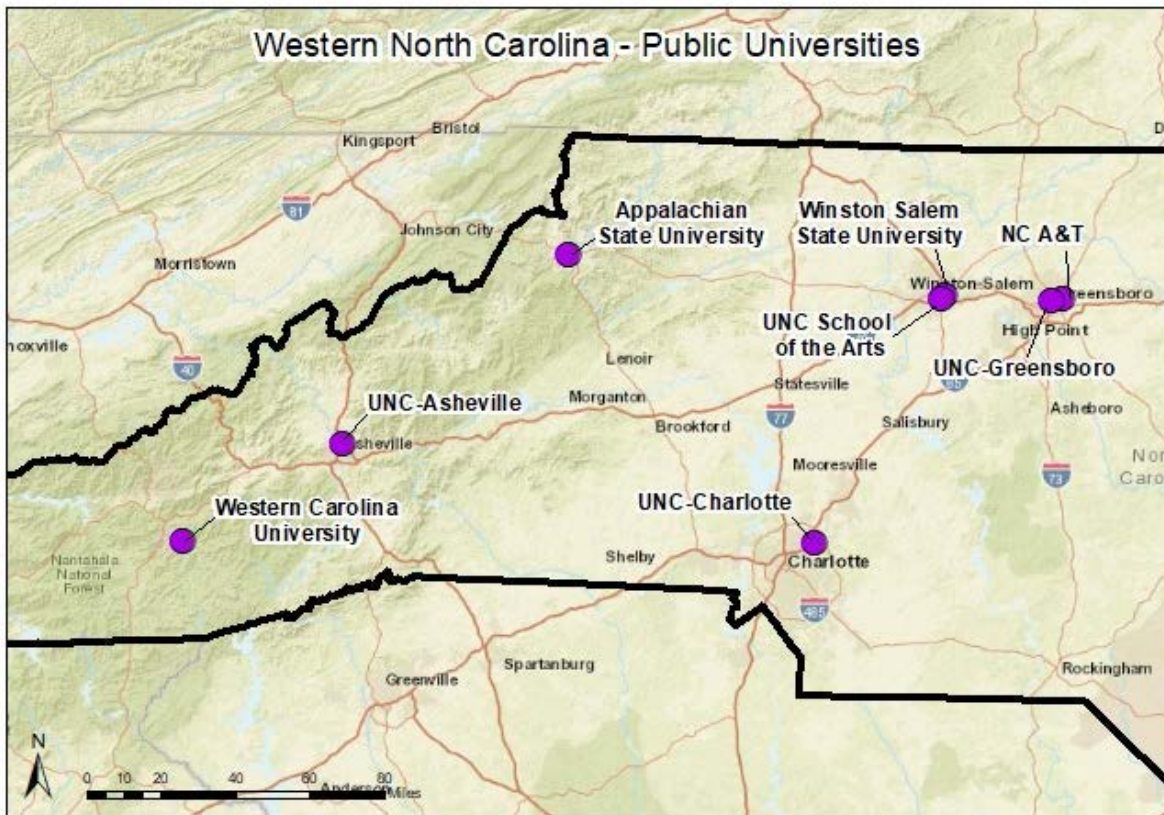 Western North Carolina - Public Universities
Bristol
Kingsport
81
Johnson City
Appalachian
State University
Winston Salem
State University
NC A&T
Morristown
Winston-Salem
reensboro
UNC School
of the Arts
High Point
noxville
40
Lenoir
UNC-Greensboro
85
Statesville
UNC-Asheville
Morganton
77
Asheboro
Brookford
Salisbury
sheville
Mooresville
73
Western Carolina
University
UNC-Charlotte
Nantahala
National
Forest
Shelby
Charlotte
485
Spartanburg
Rockingham
Greenville
N
0 10 20 40 60 80
Miles
Anderson